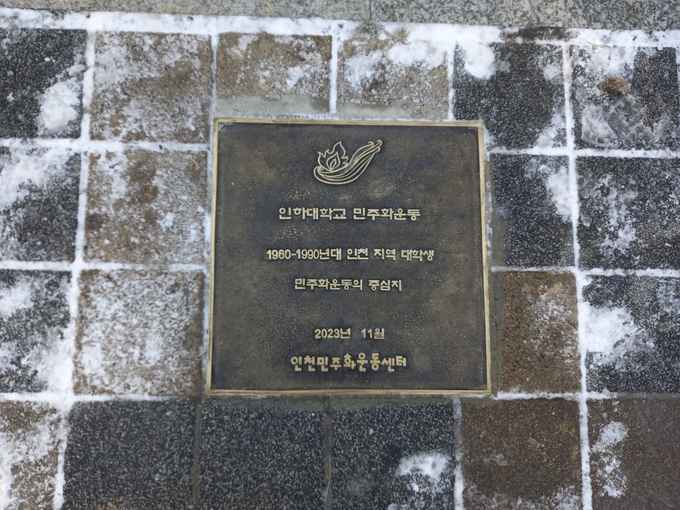 인하대학교 민주화운동
1960-1990년대 인천 지역 대학생
민주화운동의 중심지
2023년 11월
인천민주화운동센터